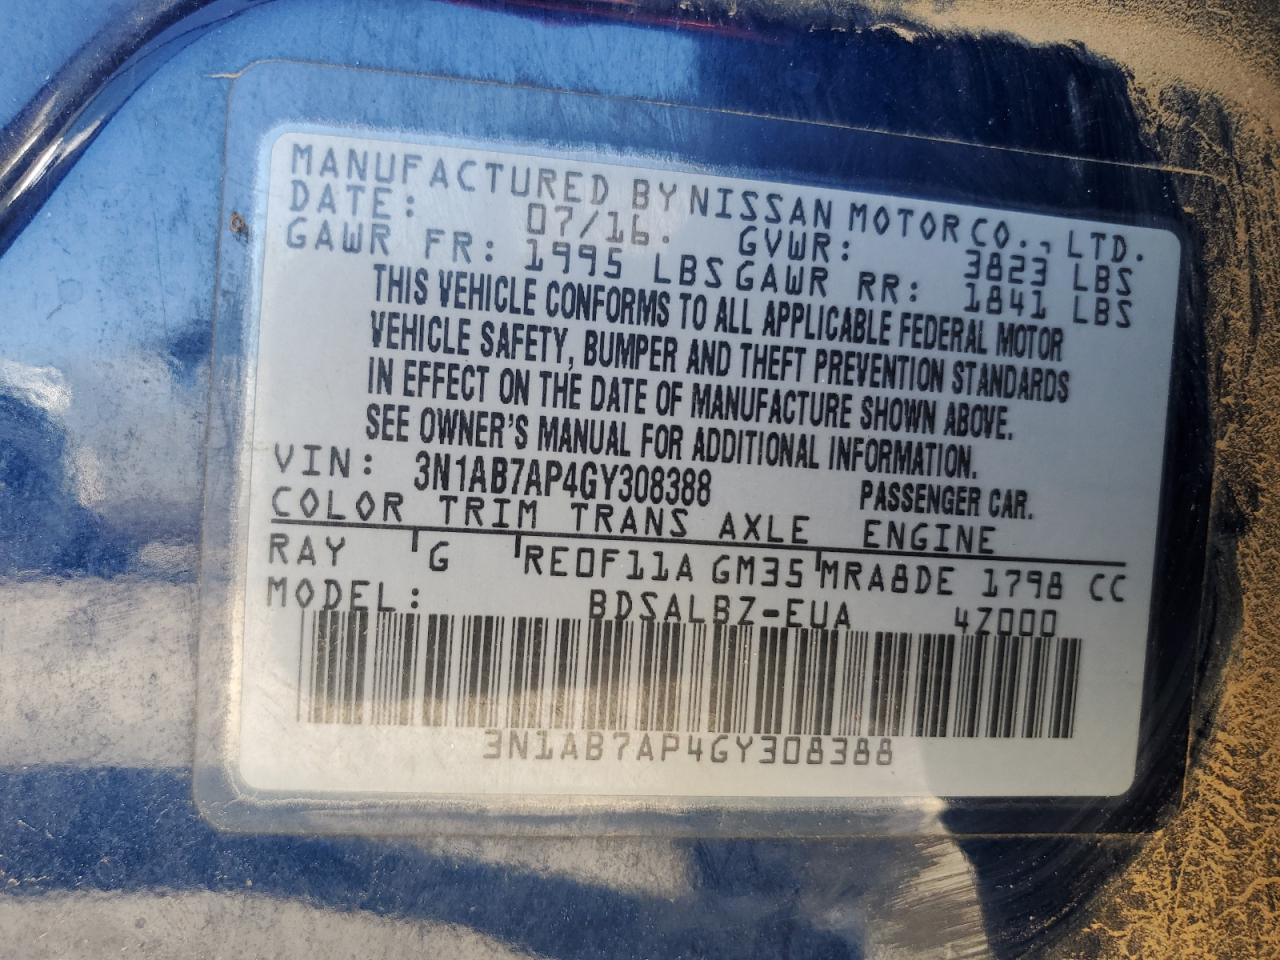 MANUFACTURED BY NISSAN MOTOR CO., LTD.
DATE: 07/16. GVWR: 3823 LBS
GAWR FR: 1995 LBS GAWR RR: 1841 LBS
THIS VEHICLE CONFORMS TO ALL APPLICABLE FEDERAL MOTOR
VEHICLE SAFETY, BUMPER AND THEFT PREVENTION STANDARDS
IN EFFECT ON THE DATE OF MANUFACTURE SHOWN ABOVE.
SEE OWNER'S MANUAL FOR ADDITIONAL INFORMATION.
VIN: 3N1AB7AP4GY308388 PASSENGER CAR.
COLOR TRIM TRANS AXLE ENGINE
RAY G RE0F11A GM35 MRA8DE 1798 CC
MODEL: BDSALBZ-EUA 4Z000
3N1AB7AP4GY308388